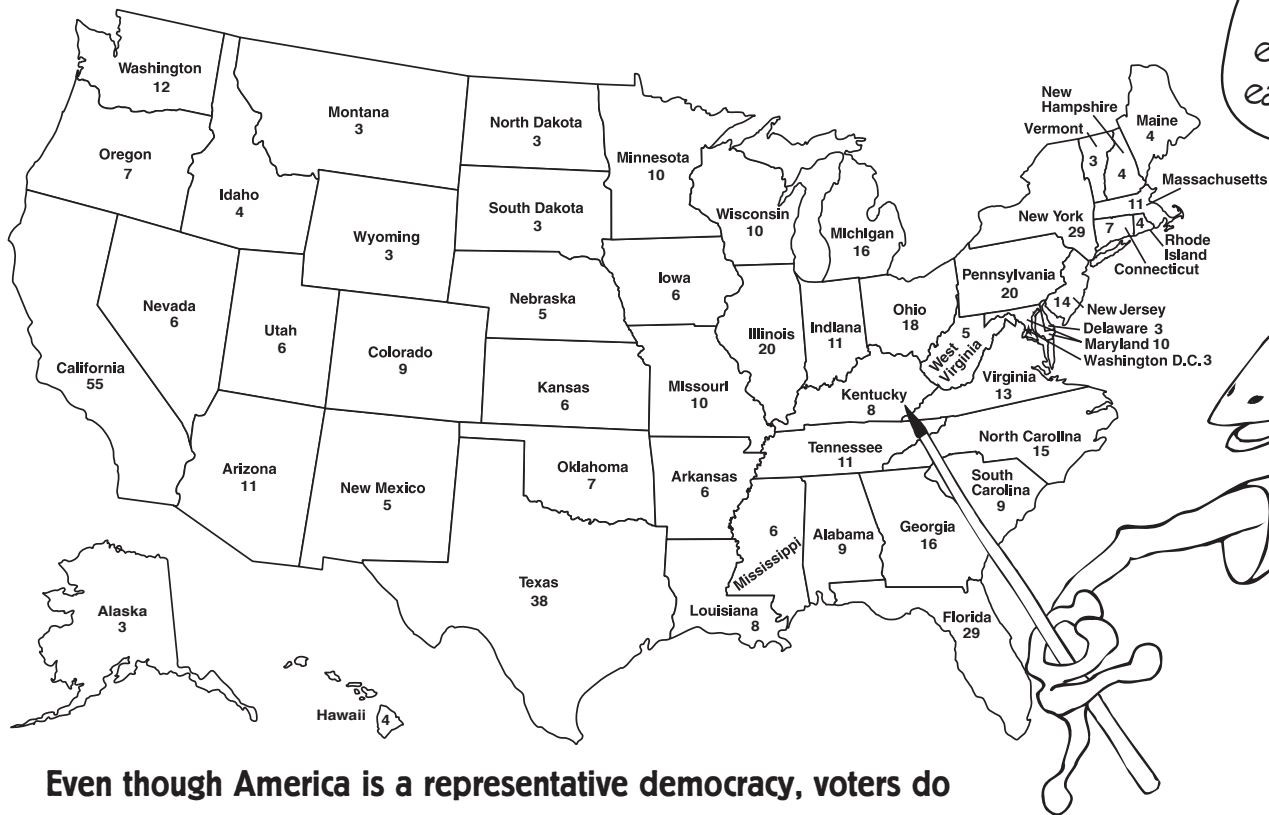 Washington
12
Montana
3
North Dakota
3
Minnesota
10
Oregon
7
Idaho
4
South Dakota
3
Wisconsin
10
Michigan
16
Wyoming
3
New
Hampshire
4
Vermont
3
Maine
4
Massachusetts
11
New York
29
7
Connecticut
4
Rhode
Island
Nevada
6
Utah
6
Colorado
9
Nebraska
5
Iowa
6
Illinois
20
Indiana
11
Ohio
18
Pennsylvania
20
14
New Jersey
Delaware 3
Maryland 10
Washington D.C. 3
California
55
Kansas
6
Missouri
10
5
West
Virginia
Virginia
13
Kentucky
8
Tennessee
11
North Carolina
15
South
Carolina
9
Arizona
11
New Mexico
5
Oklahoma
7
Arkansas
6
6
Mississippi
Alabama
9
Georgia
16
Texas
38
Louisiana
8
Florida
29
Alaska
3
Hawaii
4
Even though America is a representative democracy, voters do